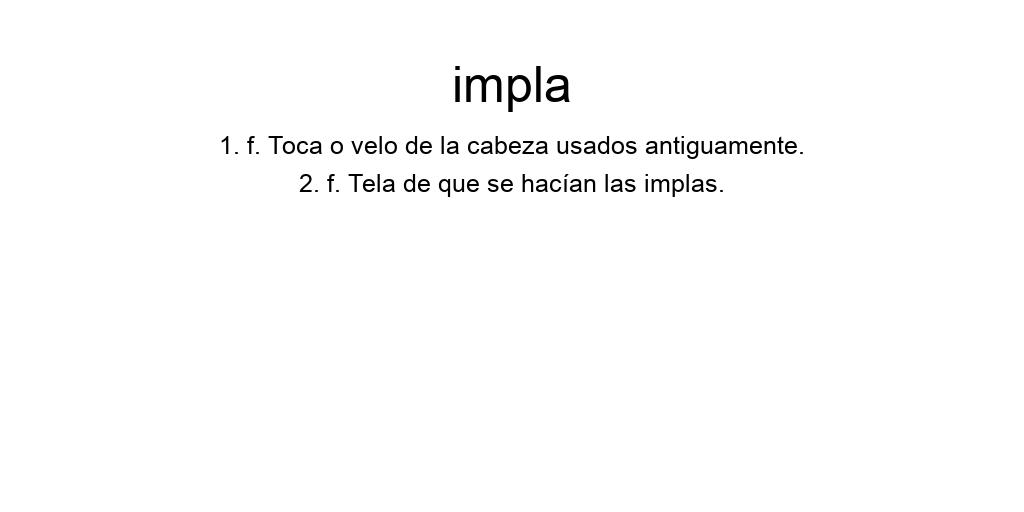 impla
1. f. Toca o velo de la cabeza usados antiguamente.
2. f. Tela de que se hacían las implas.